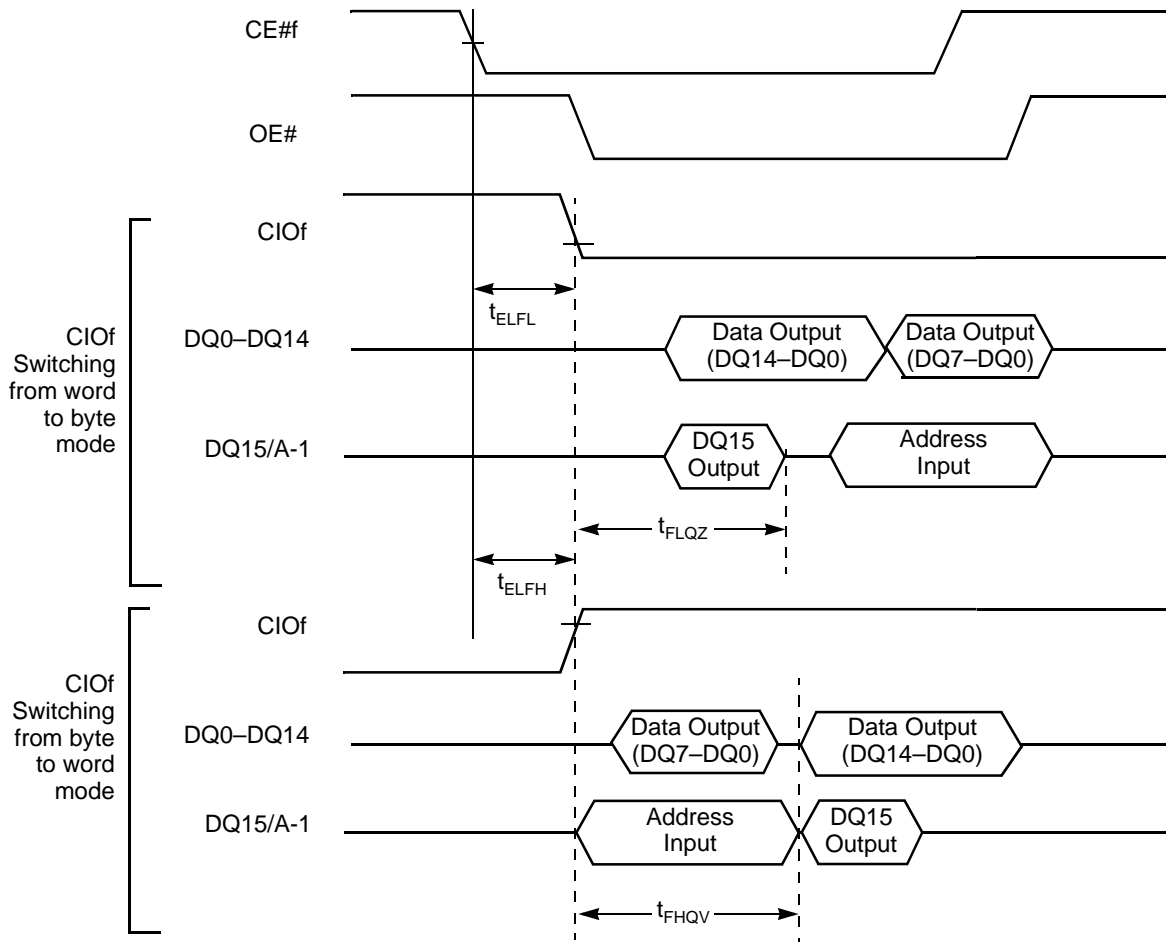 CE#f
OE#
CIOf
tELFL
CIOf
Switching
from word
to byte
mode
DQ0–DQ14
Data Output
(DQ14–DQ0)
Data Output
(DQ7–DQ0)
DQ15/A-1
DQ15
Output
Address
Input
tFLQZ
tELFH
CIOf
CIOf
Switching
from byte
to word
mode
DQ0–DQ14
Data Output
(DQ7–DQ0)
Data Output
(DQ14–DQ0)
DQ15/A-1
Address
Input
DQ15
Output
tFHQV